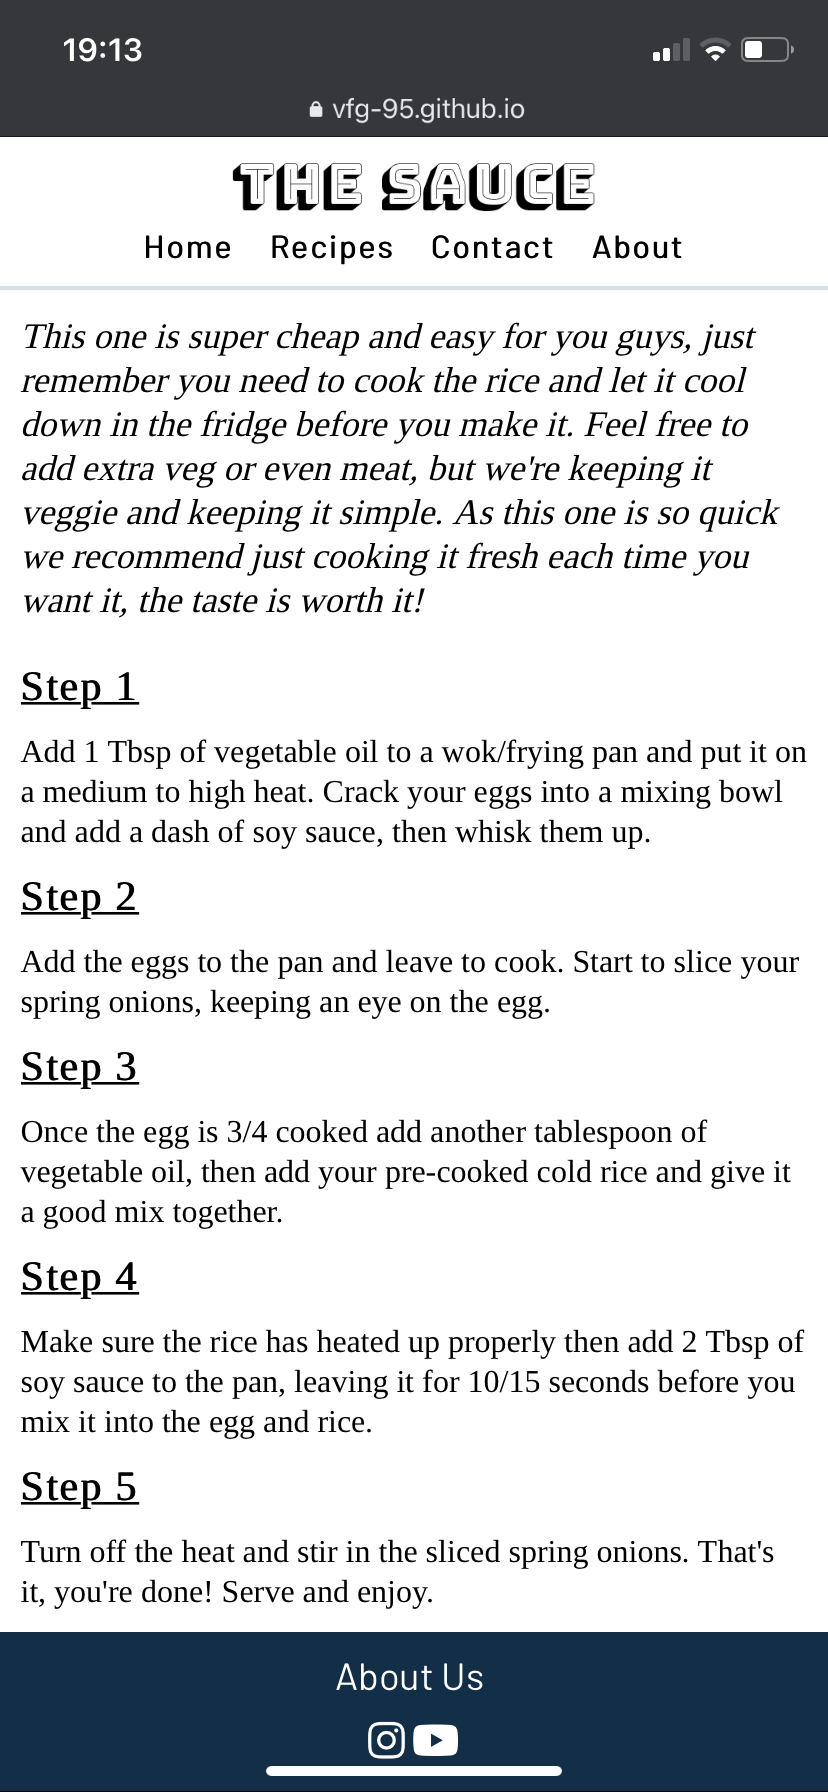 19:13
vfg-95.github.io
THE SAUCE
Home Recipes Contact About
This one is super cheap and easy for you guys, just
remember you need to cook the rice and let it cool
down in the fridge before you make it. Feel free to
add extra veg or even meat, but we're keeping it
veggie and keeping it simple. As this one is so quick
we recommend just cooking it fresh each time you
want it, the taste is worth it!
Step 1
Add 1 Tbsp of vegetable oil to a wok/frying pan and put it on
a medium to high heat. Crack your eggs into a mixing bowl
and add a dash of soy sauce, then whisk them up.
Step 2
Add the eggs to the pan and leave to cook. Start to slice your
spring onions, keeping an eye on the egg.
Step 3
Once the egg is 3/4 cooked add another tablespoon of
vegetable oil, then add your pre-cooked cold rice and give it
a good mix together.
Step 4
Make sure the rice has heated up properly then add 2 Tbsp of
soy sauce to the pan, leaving it for 10/15 seconds before you
mix it into the egg and rice.
Step 5
Turn off the heat and stir in the sliced spring onions. That's
it, you're done! Serve and enjoy.
About Us